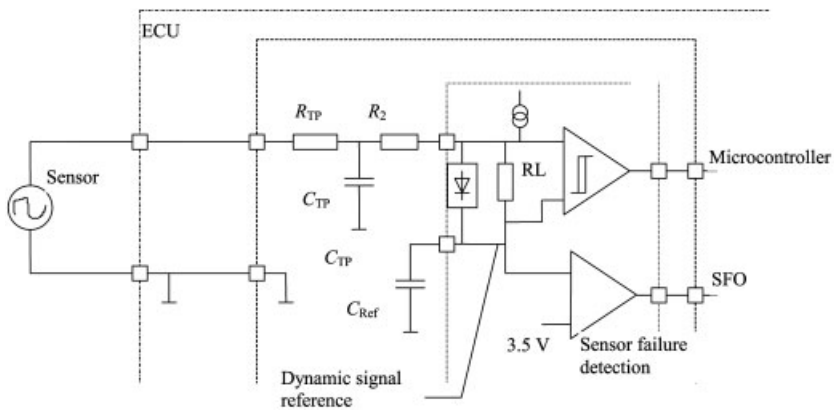 ECU
R_TP
R_2
Sensor
RL
Microcontroller
C_TP
C_TP
C_Ref
SFO
3.5 V
Sensor failure
detection
Dynamic signal
reference